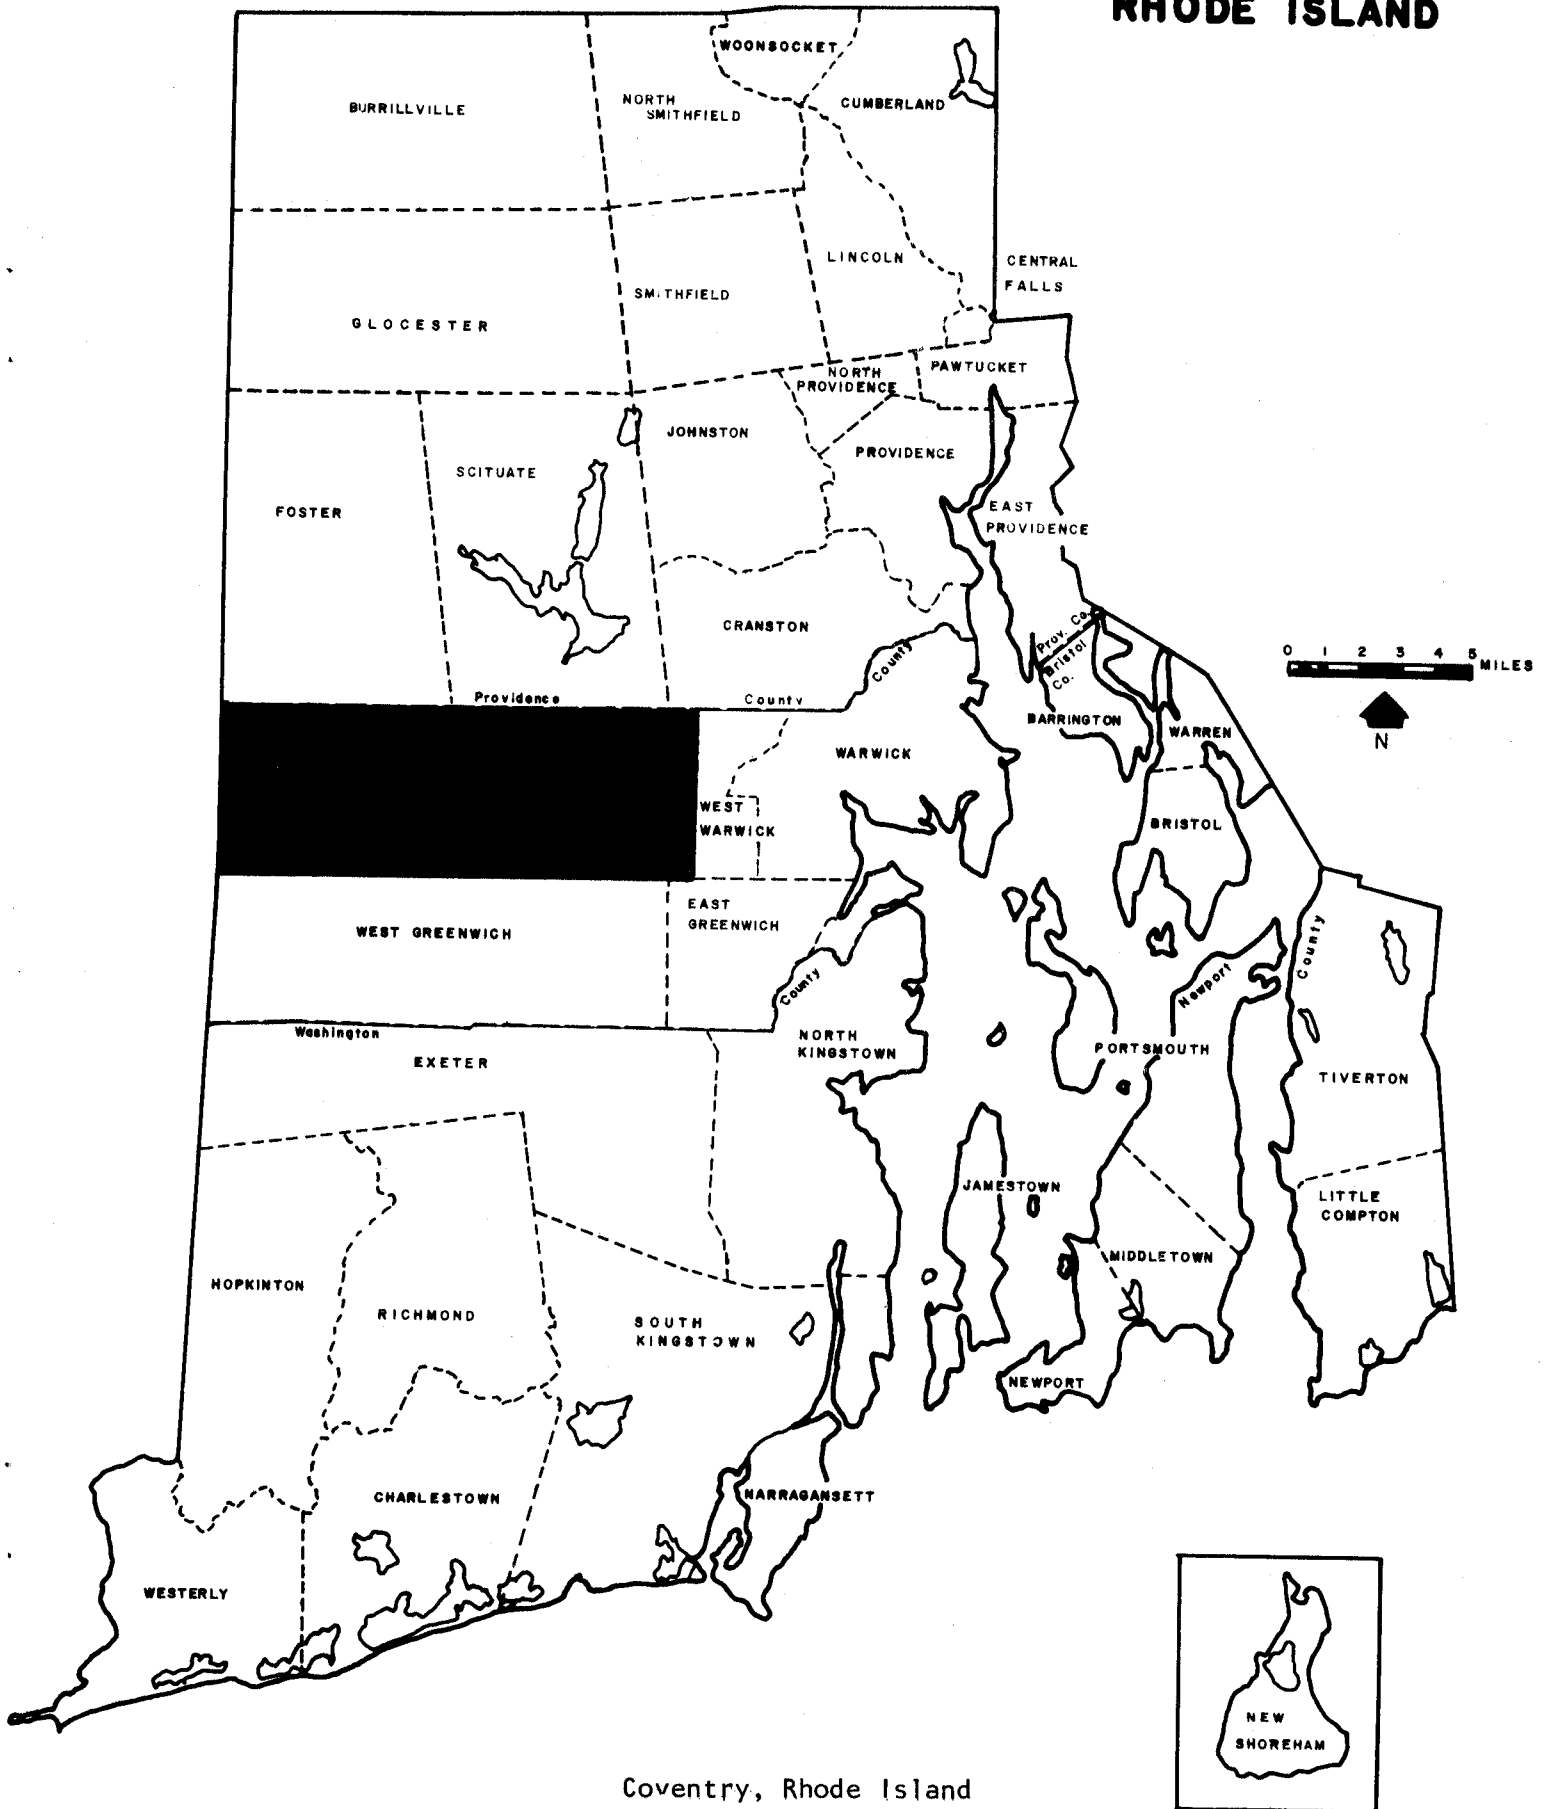 RHODE ISLAND
WOONSOCKET
BURRILLVILLE
NORTH
SMITHFIELD
CUMBERLAND
LINCOLN
CENTRAL
FALLS
SMITHFIELD
GLOCESTER
NORTH
PROVIDENCE
PAWTUCKET
JOHNSTON
PROVIDENCE
SCITUATE
FOSTER
EAST
PROVIDENCE
CRANSTON
Prov. Co.
Bristol
Co.
County
0 1 2 3 4 5 MILES
N
Providence County
BARRINGTON
WARREN
WARWICK
WEST
WARWICK
BRISTOL
EAST
GREENWICH
WEST GREENWICH
County
Newport
County
Washington
EXETER
NORTH
KINGSTOWN
PORTSMOUTH
TIVERTON
JAMESTOWN
LITTLE
COMPTON
MIDDLETOWN
HOPKINTON
RICHMOND
SOUTH
KINGSTOWN
NEWPORT
CHARLESTOWN
NARRAGANSETT
WESTERLY
NEW
SHOREHAM
Coventry, Rhode Island